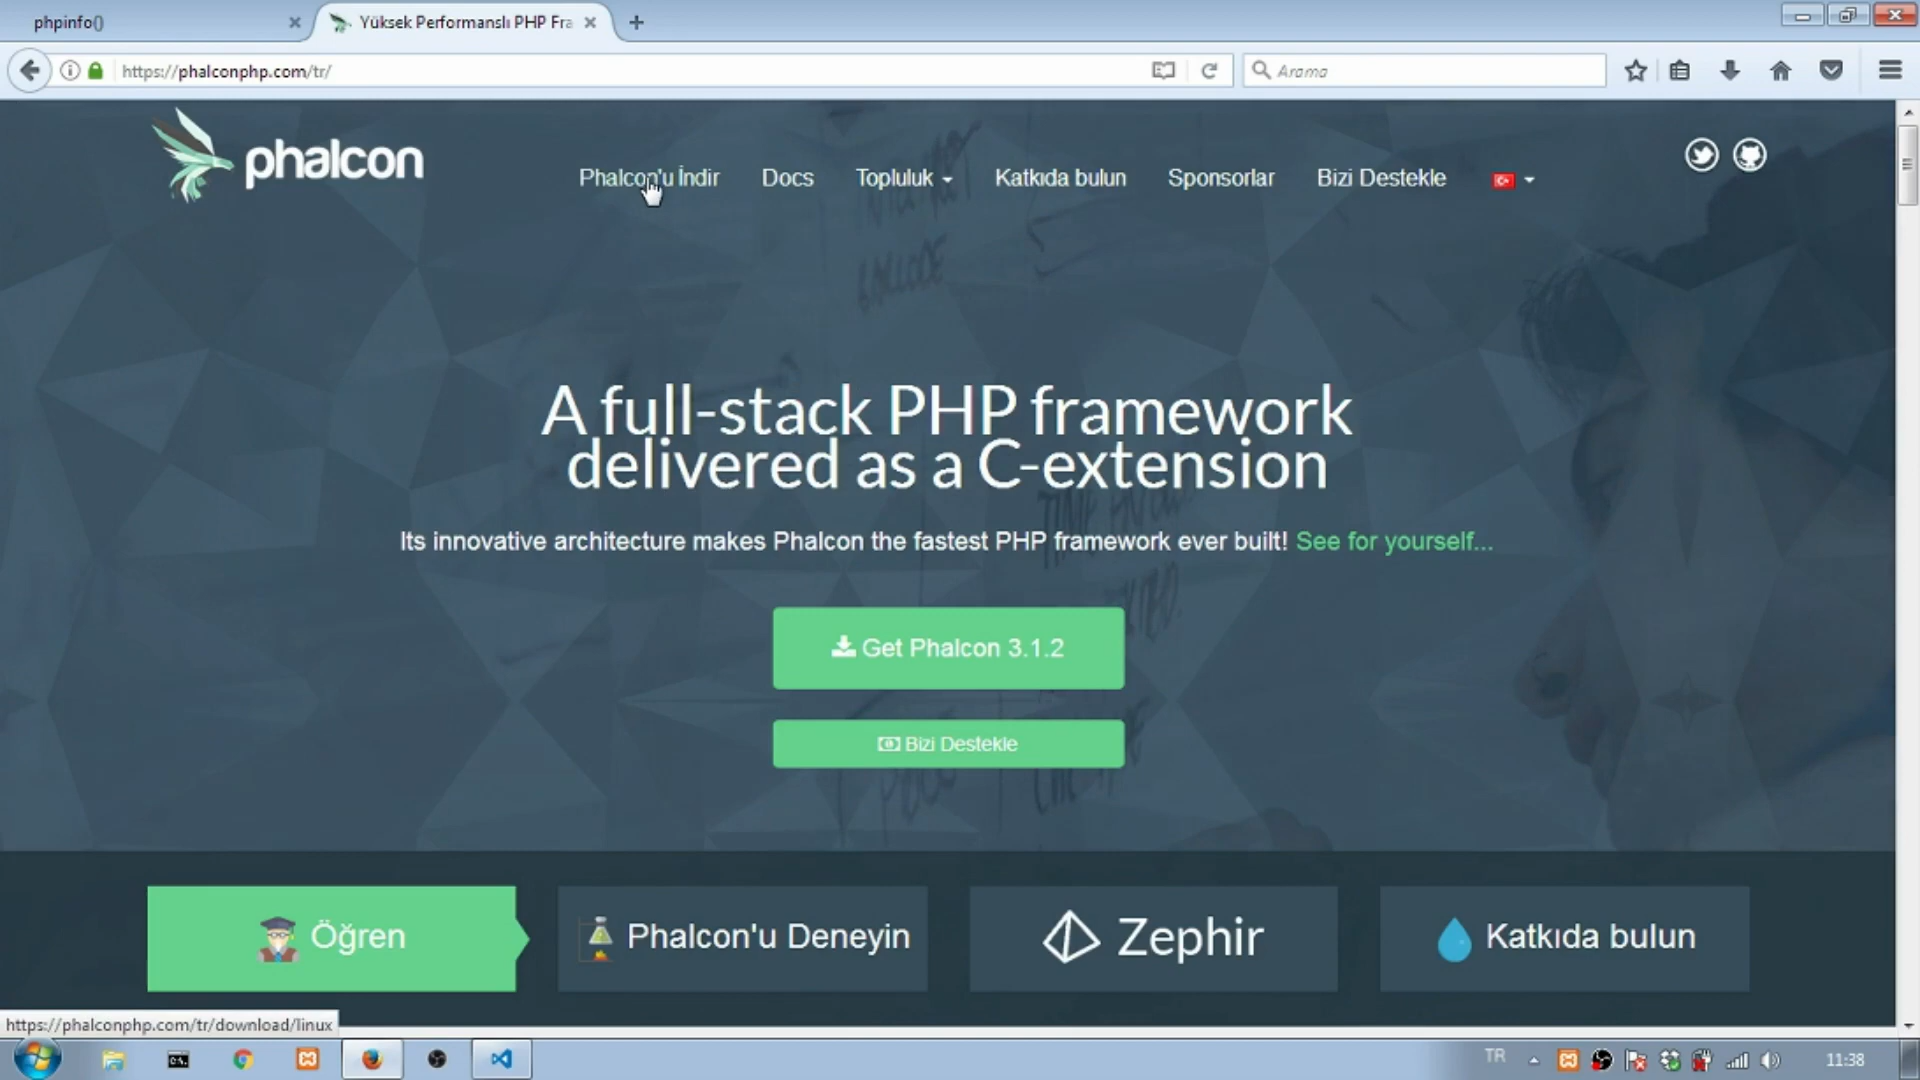 phpinfo()
Yüksek Performanslı PHP Fra
https://phalconphp.com/tr/
Arama
phalcon
Phalcon'u İndir
Docs
Topluluk
Katkıda bulun
Sponsorlar
Bizi Destekle
A full-stack PHP framework
delivered as a C-extension
Its innovative architecture makes Phalcon the fastest PHP framework ever built! See for yourself...
Get Phalcon 3.1.2
Bizi Destekle
Öğren
Phalcon'u Deneyin
Zephir
Katkıda bulun
https://phalconphp.com/tr/download/linux
TR
11:38